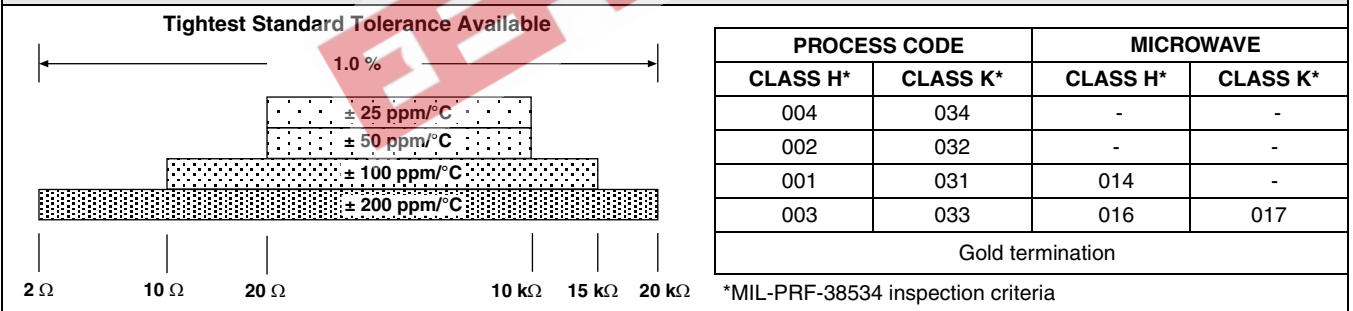 Tightest Standard Tolerance Available
1.0 %
± 25 ppm/°C
± 50 ppm/°C
± 100 ppm/°C
± 200 ppm/°C
2 Ω 10 Ω 20 Ω 10 kΩ 15 kΩ 20 kΩ
PROCESS CODE MICROWAVE
CLASS H* CLASS K* CLASS H* CLASS K*
004 034 - -
002 032 - -
001 031 014 -
003 033 016 017
Gold termination
*MIL-PRF-38534 inspection criteria